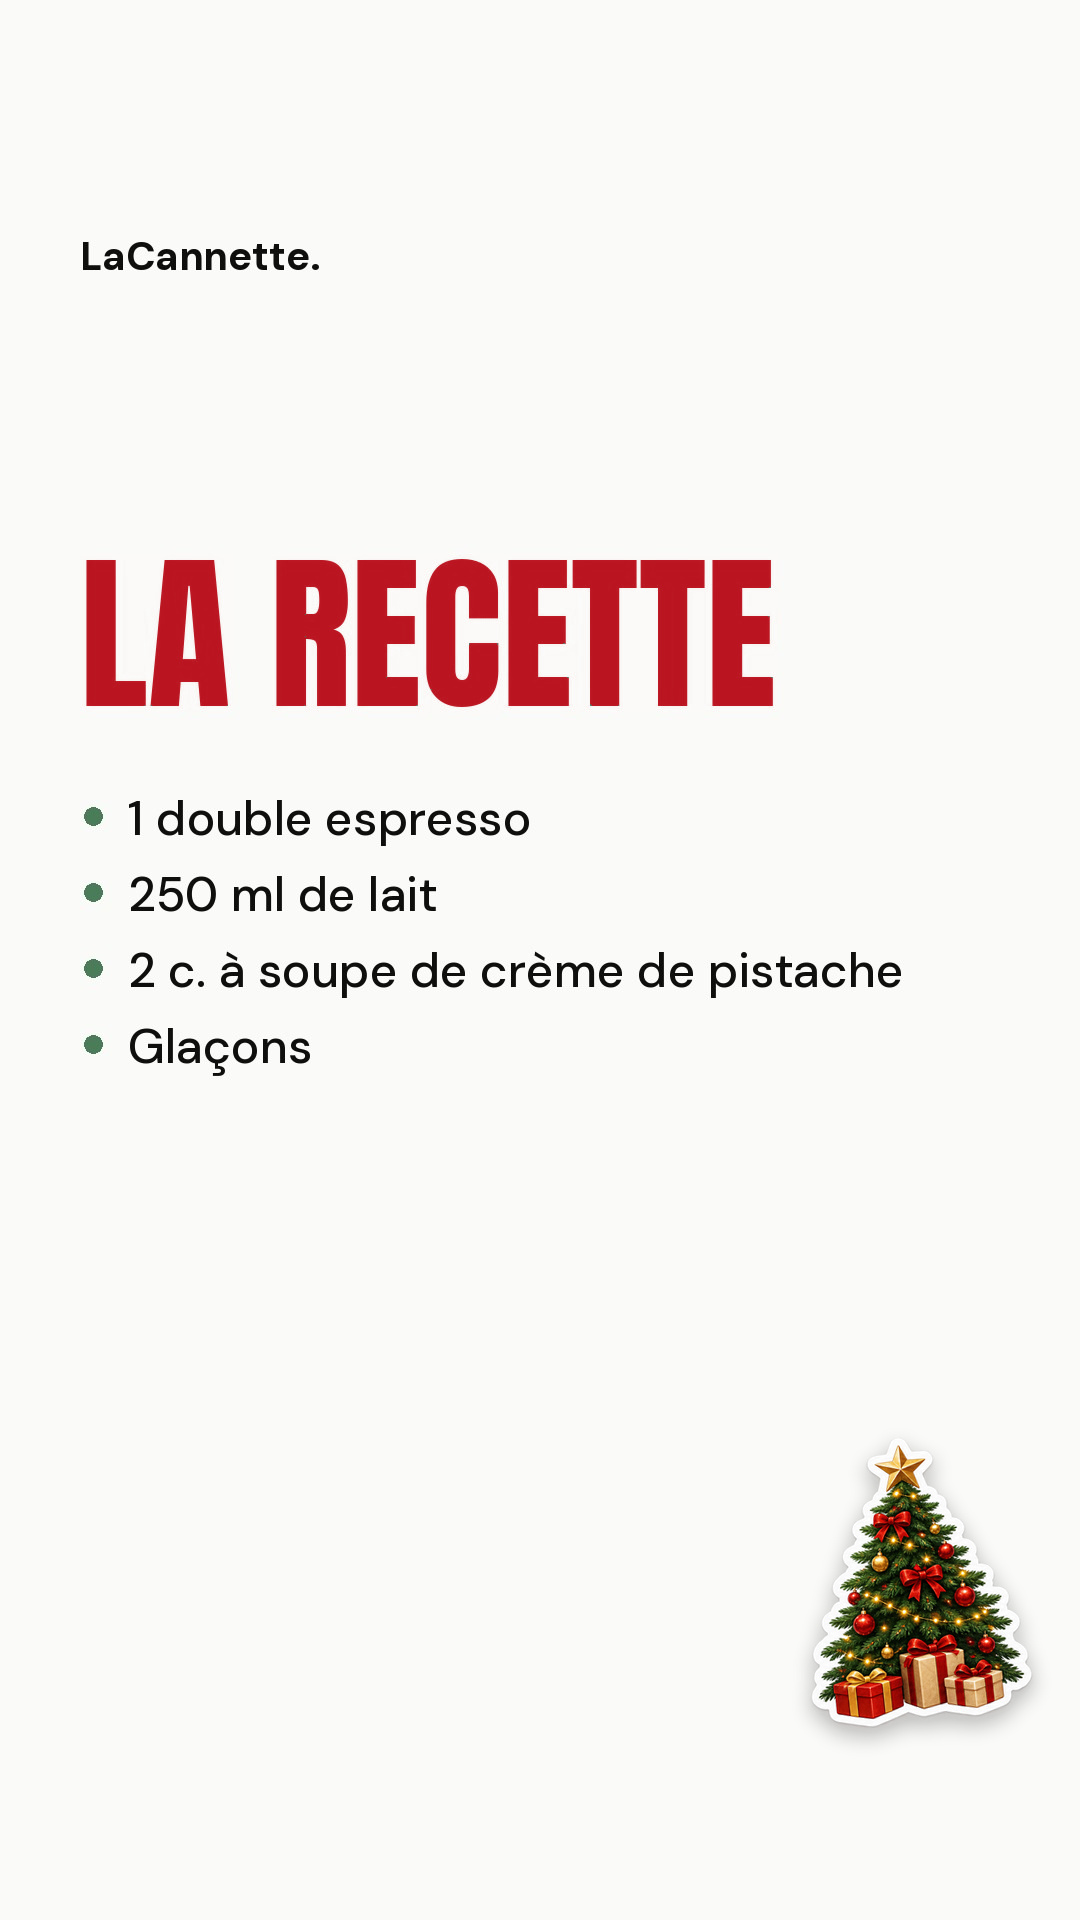 LaCannette.
LA RECETTE
1 double espresso
250 ml de lait
2 c. à soupe de crème de pistache
Glaçons